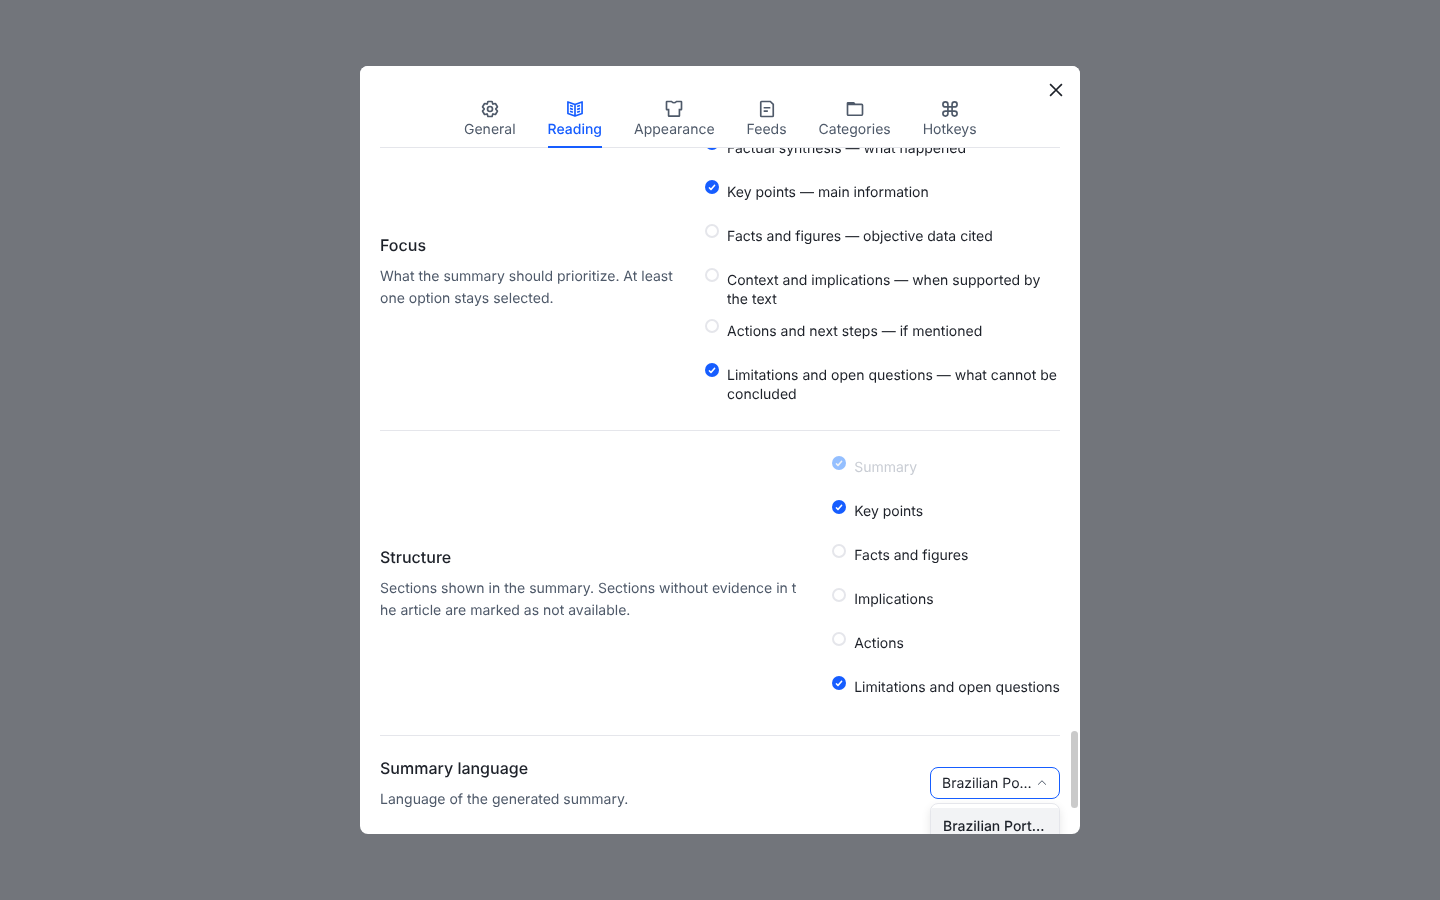 General
Reading
Appearance
Feeds
Categories
Hotkeys
Factual synthesis — what happened
Key points — main information
Facts and figures — objective data cited
Focus
What the summary should prioritize. At least
one option stays selected.
Context and implications — when supported by
the text
Actions and next steps — if mentioned
Limitations and open questions — what cannot be
concluded
Summary
Key points
Facts and figures
Structure
Sections shown in the summary. Sections without evidence in t
he article are marked as not available.
Implications
Actions
Limitations and open questions
Summary language
Language of the generated summary.
Brazilian Po...
Brazilian Port...